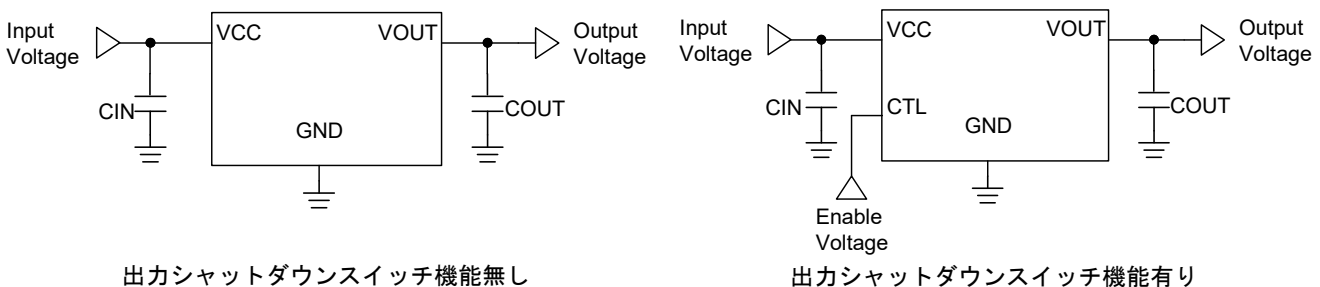 Input
Voltage
VCC
VOUT
Output
Voltage
CIN
COUT
GND
出力シャットダウンスイッチ機能無し
Input
Voltage
VCC
VOUT
Output
Voltage
CIN
CTL
COUT
GND
Enable
Voltage
出力シャットダウンスイッチ機能有り